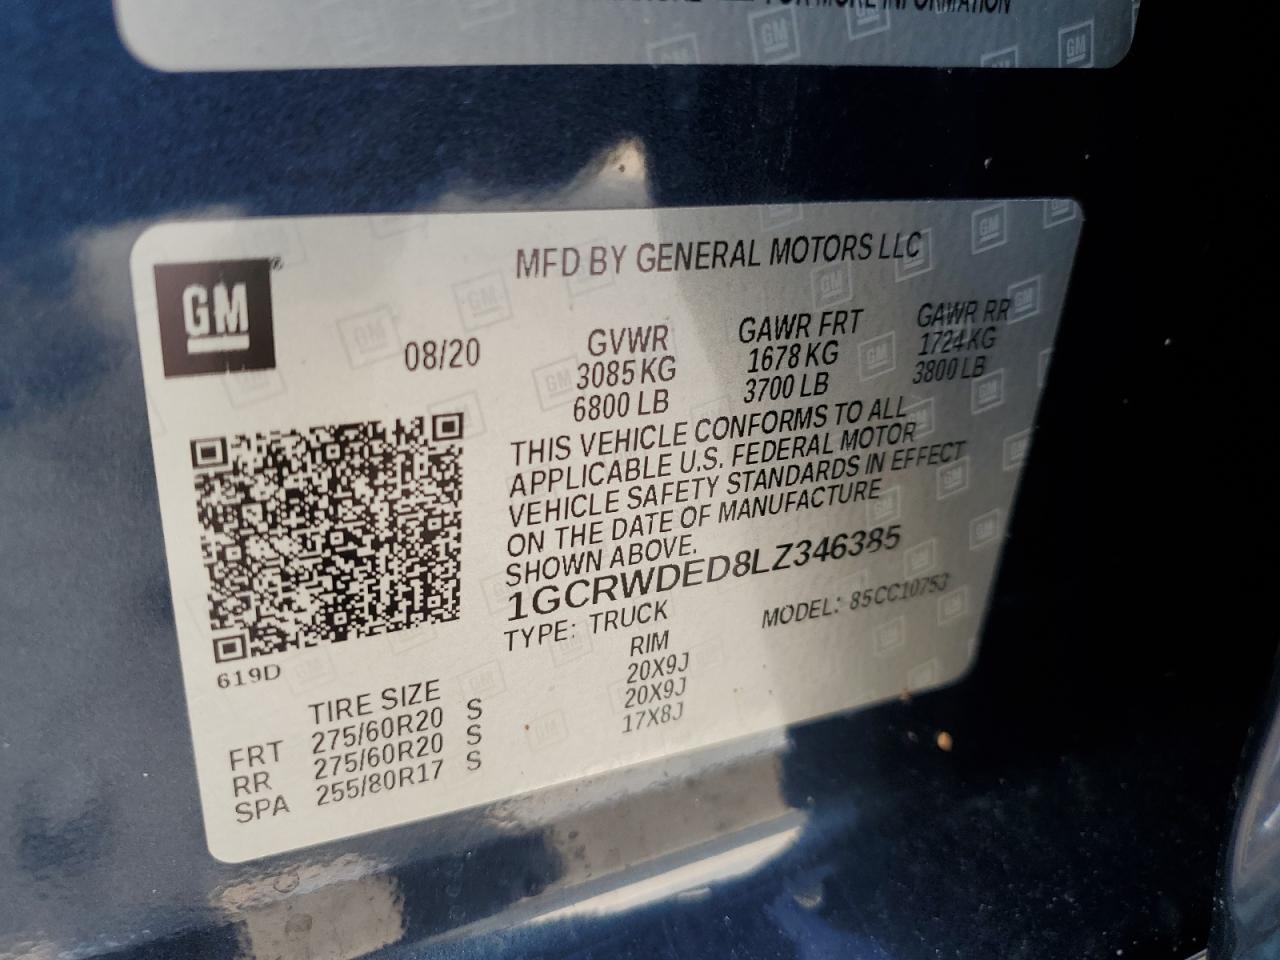 FOR MORE INFORMATION
GM
MFD BY GENERAL MOTORS LLC
08/20
GVWR
3085 KG
6800 LB
GAWR FRT
1678 KG
3700 LB
GAWR RR
1724 KG
3800 LB
THIS VEHICLE CONFORMS TO ALL
APPLICABLE U.S. FEDERAL MOTOR
VEHICLE SAFETY STANDARDS IN EFFECT
ON THE DATE OF MANUFACTURE
SHOWN ABOVE.
1GCRWDED8LZ346385
TYPE: TRUCK MODEL: 85CC10753
619D
TIRE SIZE RIM
FRT 275/60R20 S 20X9J
RR 275/60R20 S 20X9J
SPA 255/80R17 S 17X8J